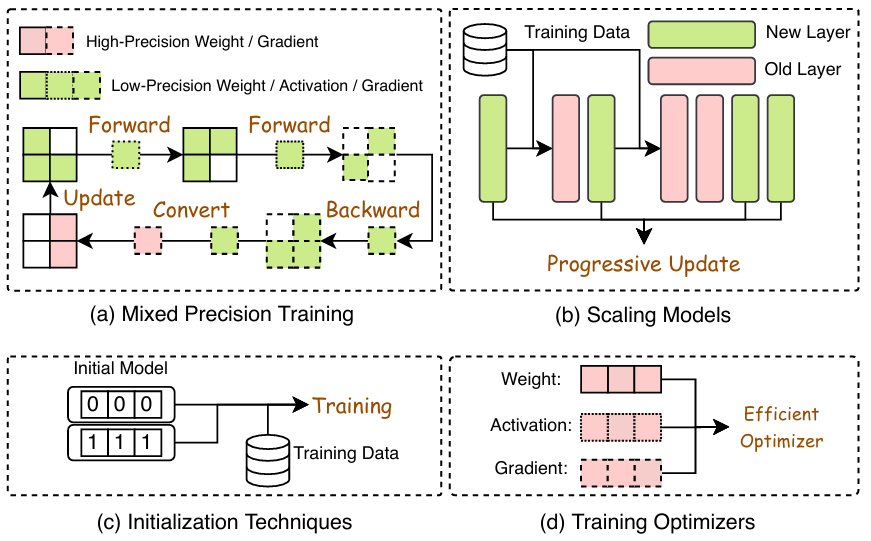 High-Precision Weight / Gradient
Low-Precision Weight / Activation / Gradient
Forward
Forward
Update
Convert
Backward
(a) Mixed Precision Training
Training Data
New Layer
Old Layer
Progressive Update
(b) Scaling Models
Initial Model
0 0 0
1 1 1
Training
Training Data
(c) Initialization Techniques
Weight:
Activation:
Gradient:
Efficient
Optimizer
(d) Training Optimizers